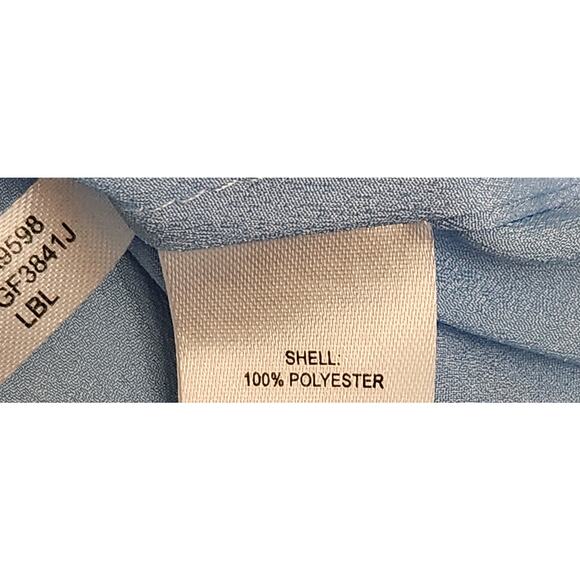 9598
GF3841J
LBL
SHELL:
100% POLYESTER